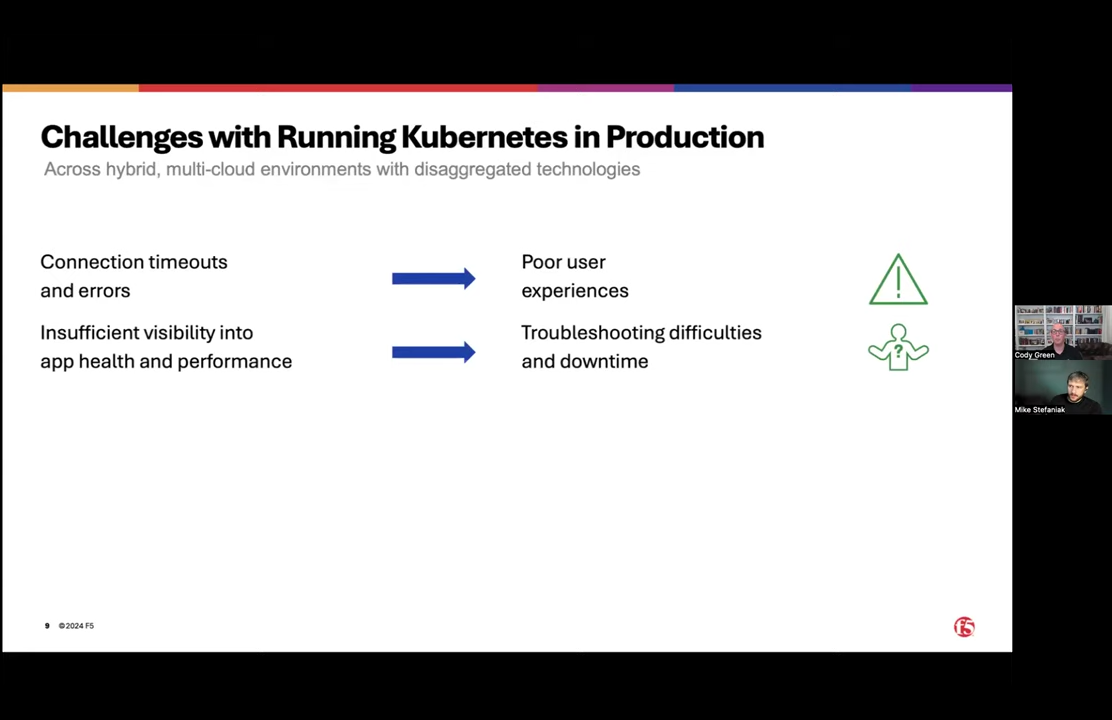 Challenges with Running Kubernetes in Production
Across hybrid, multi-cloud environments with disaggregated technologies
Connection timeouts
and errors
Poor user
experiences
Insufficient visibility into
app health and performance
Troubleshooting difficulties
and downtime
?
Cody Green
Mike Stefaniak
9 ©2024 F5
f5